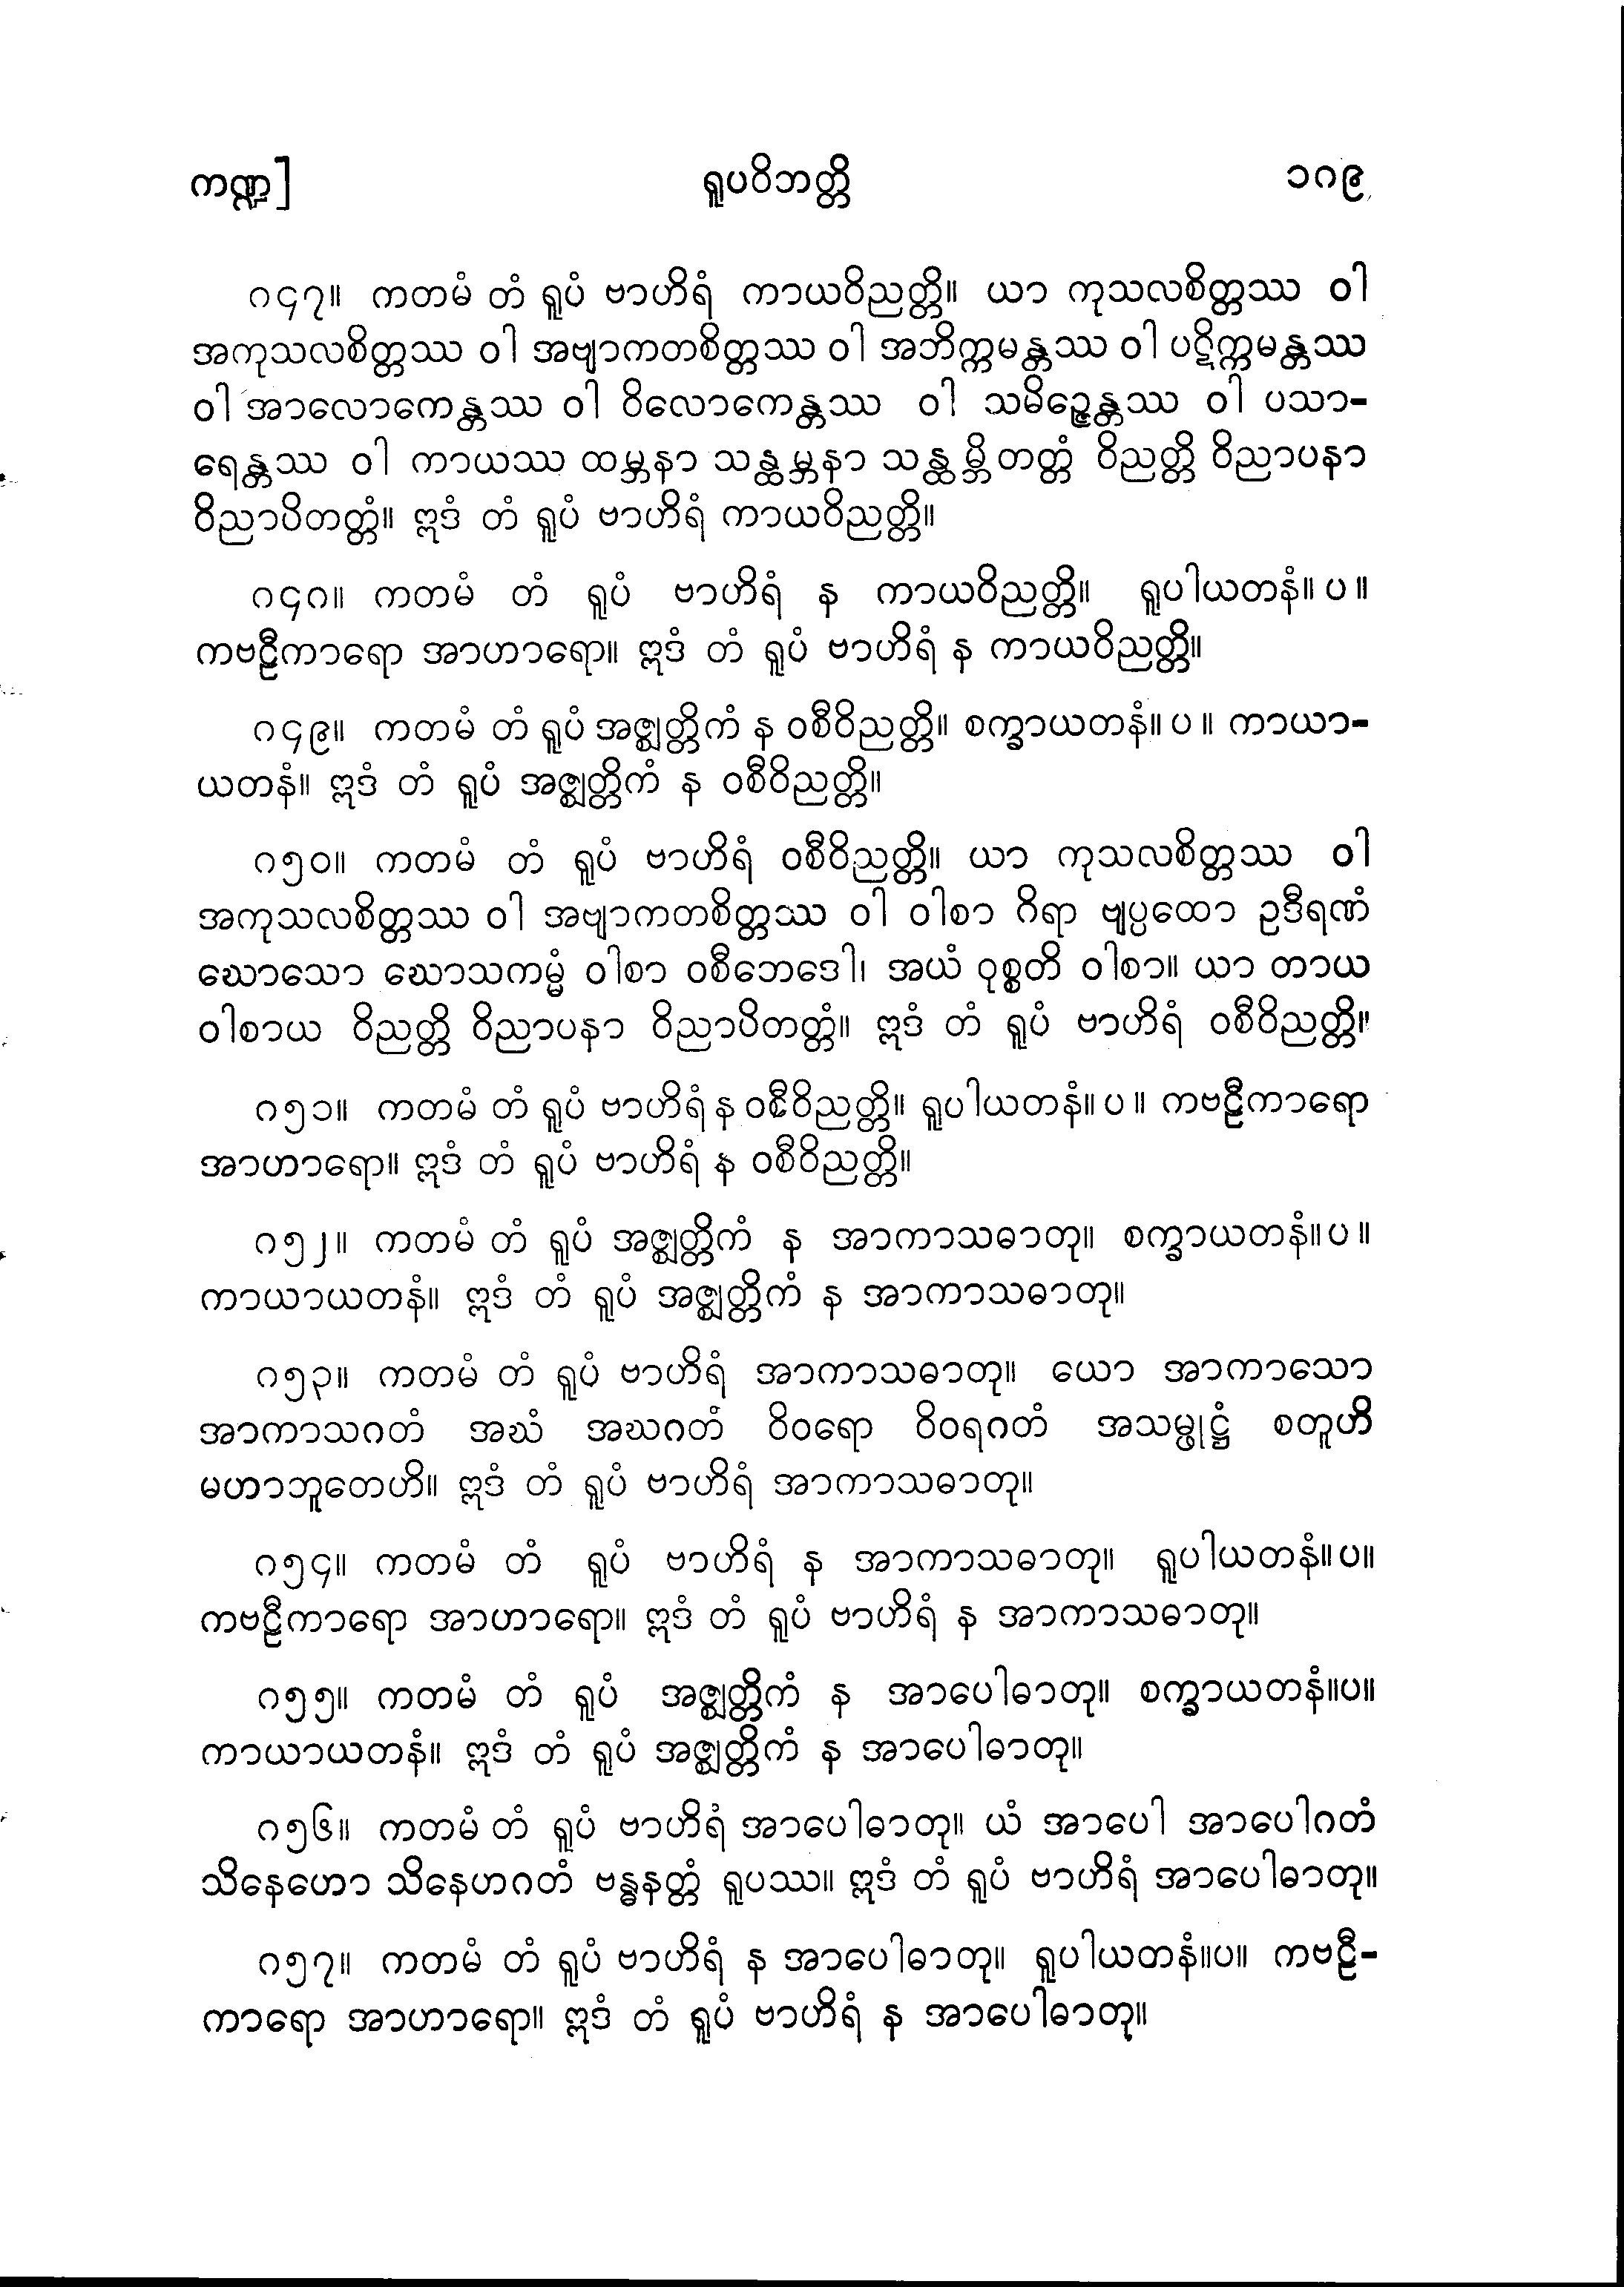 ကဏ္ဍ] ရူပဝိဘတ္တိ ၁၈၉
၈၄၇။ ကတမံ တံ ရူပံ ဗာဟိရံ ကာယဝိညတ္တိ။ ယာ ကုသလစိတ္တဿ ဝါ
အကုသလစိတ္တဿ ဝါ အဗျာကတစိတ္တဿ ဝါ အဘိက္ကမန္တဿ ဝါ ပဋိက္ကမန္တဿ
ဝါ အာလောကေန္တဿ ဝါ ဝိလောကေန္တဿ ဝါ သမိဉ္ဇေန္တဿ ဝါ ပသာ-
ရေန္တဿ ဝါ ကာယဿ ထမ္ဘနာ သန္ထမ္ဘနာ သန္ထမ္ဘိတတ္တံ ဝိညတ္တိ ဝိညာပနာ
ဝိညာပိတတ္တံ။ ဣဒံ တံ ရူပံ ဗာဟိရံ ကာယဝိညတ္တိ။
၈၄၈။ ကတမံ တံ ရူပံ ဗာဟိရံ န ကာယဝိညတ္တိ။ ရူပါယတနံ။ ပ ။
ကဗဠီကာရော အာဟာရော။ ဣဒံ တံ ရူပံ ဗာဟိရံ န ကာယဝိညတ္တိ။
၈၄၉။ ကတမံ တံ ရူပံ အဇ္ဈတ္တိကံ န ဝစီဝိညတ္တိ။ စက္ခာယတနံ။ ပ ။ ကာယာ-
ယတနံ။ ဣဒံ တံ ရူပံ အဇ္ဈတ္တိကံ န ဝစီဝိညတ္တိ။
၈၅၀။ ကတမံ တံ ရူပံ ဗာဟိရံ ဝစီဝိညတ္တိ။ ယာ ကုသလစိတ္တဿ ဝါ
အကုသလစိတ္တဿ ဝါ အဗျာကတစိတ္တဿ ဝါ ဝါစာ ဂိရာ ဗျပ္ပထော ဥဒီရဏံ
ဃောသော ဃောသကမ္မံ ဝါစာ ဝစီဘေဒေါ၊ အယံ ဝုစ္စတိ ဝါစာ။ ယာ တာယ
ဝါစာယ ဝိညတ္တိ ဝိညာပနာ ဝိညာပိတတ္တံ။ ဣဒံ တံ ရူပံ ဗာဟိရံ ဝစီဝိညတ္တိ။
၈၅၁။ ကတမံ တံ ရူပံ ဗာဟိရံ န ဝစီဝိညတ္တိ။ ရူပါယတနံ။ ပ ။ ကဗဠီကာရော
အာဟာရော။ ဣဒံ တံ ရူပံ ဗာဟိရံ န ဝစီဝိညတ္တိ။
၈၅၂။ ကတမံ တံ ရူပံ အဇ္ဈတ္တိကံ န အာကာသဓာတု။ စက္ခာယတနံ။ ပ ။
ကာယာယတနံ။ ဣဒံ တံ ရူပံ အဇ္ဈတ္တိကံ န အာကာသဓာတု။
၈၅၃။ ကတမံ တံ ရူပံ ဗာဟိရံ အာကာသဓာတု။ ယော အာကာသော
အာကာသဂတံ အဃံ အဃဂတံ ဝိဝရော ဝိဝရဂတံ အသမ္ဖုဋ္ဌံ စတူဟိ
မဟာဘူတေဟိ။ ဣဒံ တံ ရူပံ ဗာဟိရံ အာကာသဓာတု။
၈၅၄။ ကတမံ တံ ရူပံ ဗာဟိရံ န အာကာသဓာတု။ ရူပါယတနံ။ပ။
ကဗဠီကာရော အာဟာရော။ ဣဒံ တံ ရူပံ ဗာဟိရံ န အာကာသဓာတု။
၈၅၅။ ကတမံ တံ ရူပံ အဇ္ဈတ္တိကံ န အာပေါဓာတု။ စက္ခာယတနံ။ပ။
ကာယာယတနံ။ ဣဒံ တံ ရူပံ အဇ္ဈတ္တိကံ န အာပေါဓာတု။
၈၅၆။ ကတမံ တံ ရူပံ ဗာဟိရံ အာပေါဓာတု။ ယံ အာပေါ အာပေါဂတံ
သိနေဟော သိနေဟဂတံ ဗန္ဓနတ္တံ ရူပဿ။ ဣဒံ တံ ရူပံ ဗာဟိရံ အာပေါဓာတု။
၈၅၇။ ကတမံ တံ ရူပံ ဗာဟိရံ န အာပေါဓာတု။ ရူပါယတနံ။ပ။ ကဗဠီ-
ကာရော အာဟာရော။ ဣဒံ တံ ရူပံ ဗာဟိရံ န အာပေါဓာတု။